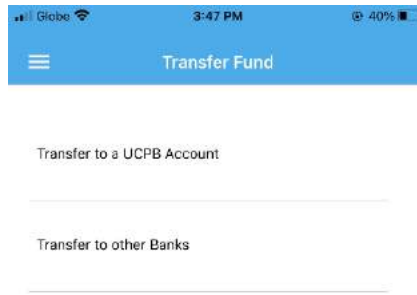 Globe 3:47 PM 40%
Transfer Fund
Transfer to a UCPB Account
Transfer to other Banks